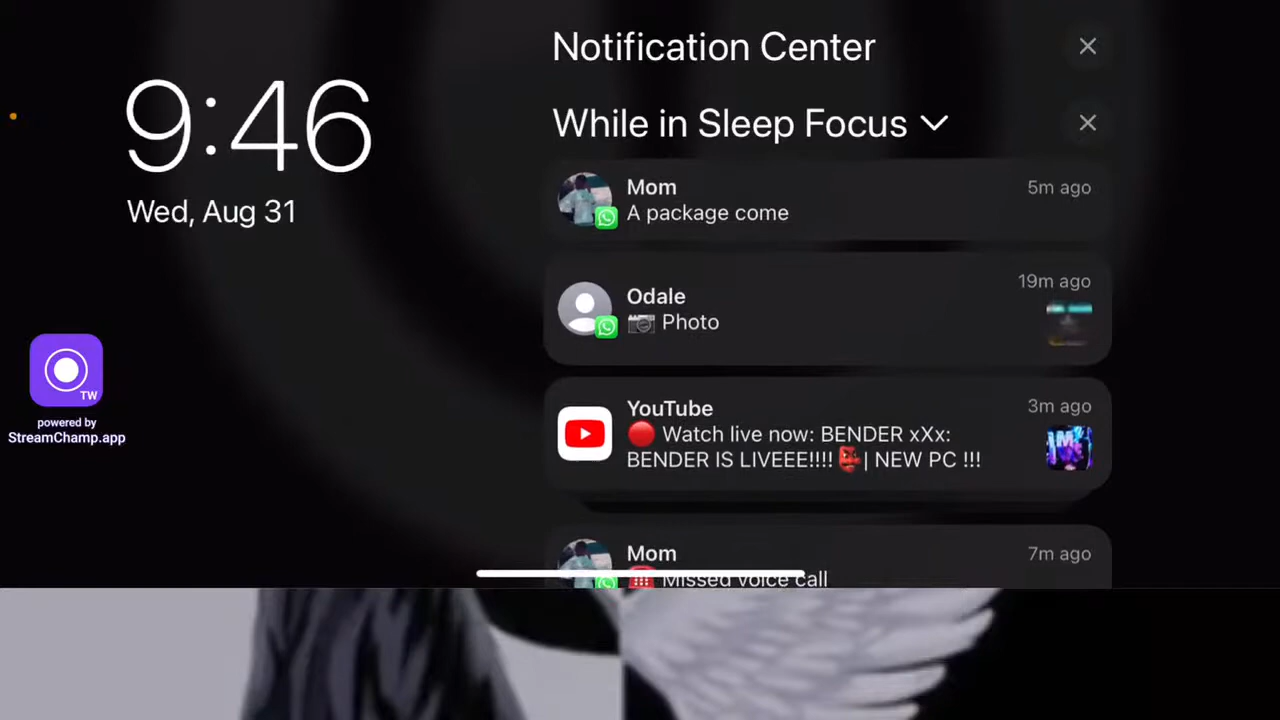 9:46
Wed, Aug 31
TW
powered by
StreamChamp.app
Notification Center
While in Sleep Focus
Mom
5m ago
A package come
Odale
19m ago
📷 Photo
YouTube
3m ago
🔴 Watch live now: BENDER xXx:
BENDER IS LIVEEE!!!!👺| NEW PC !!!
Mom
7m ago
Missed voice call